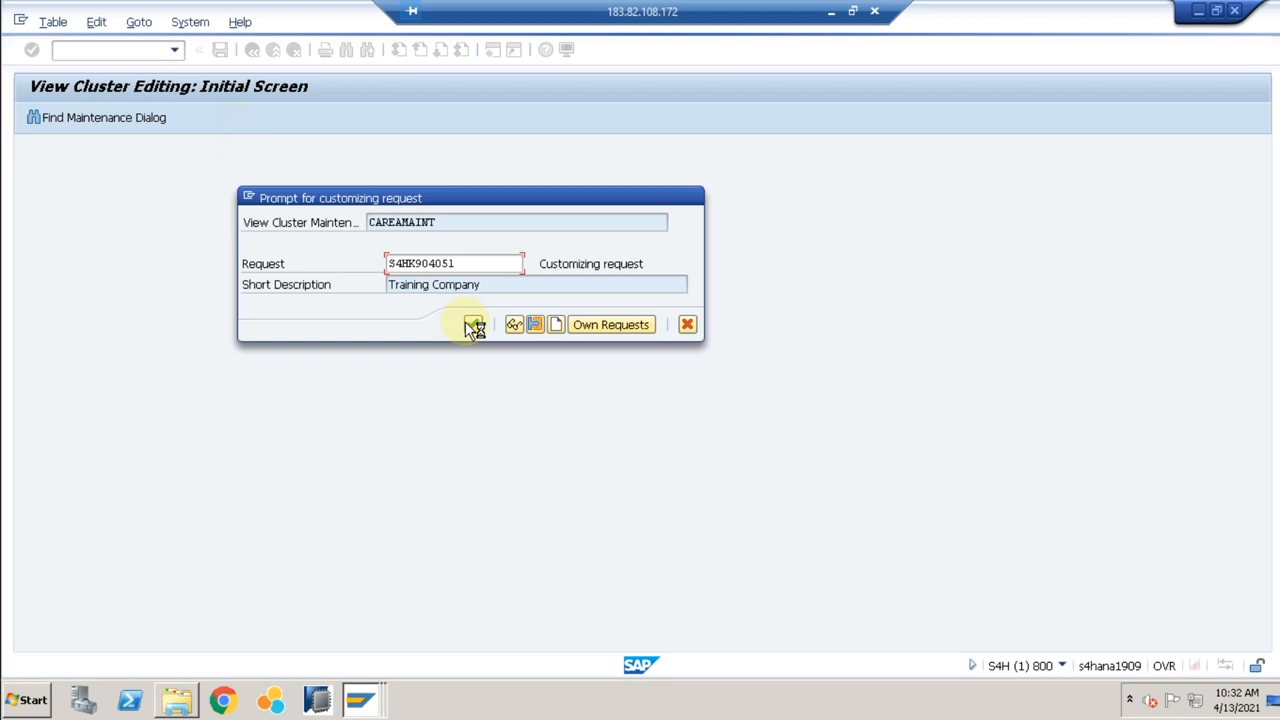 183.82.108.172
Table Edit Goto System Help
View Cluster Editing: Initial Screen
Find Maintenance Dialog
Prompt for customizing request
View Cluster Mainten... CAREAMAINT
Request S4HK904051 Customizing request
Short Description Training Company
Own Requests
SAP
S4H (1) 800 s4hana1909 OVR
Start
10:32 AM
4/13/2021